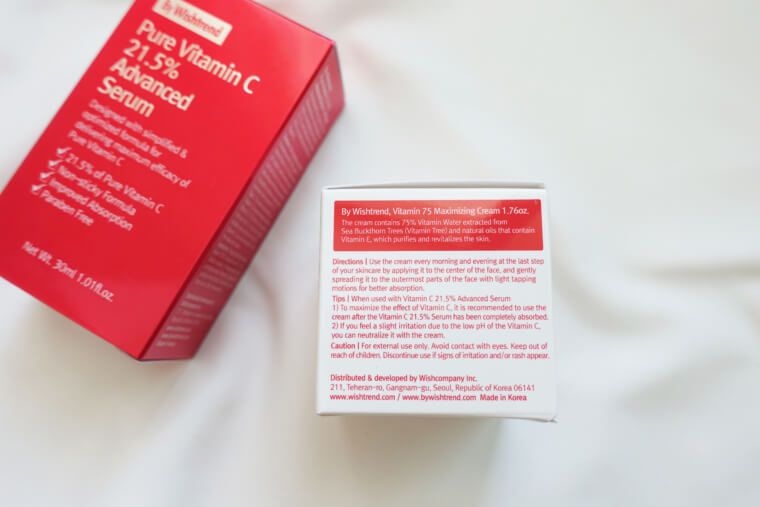 by Wishtrend
Pure Vitamin C
21.5%
Advanced
Serum
Designed with simplified &
optimized formula for
delivering maximum efficacy of
Pure Vitamin C
21.5% of Pure Vitamin C
Non-sticky Formula
Improved Absorption
Paraben Free
Net Wt. 30ml 1.01fl.oz.
By Wishtrend, Vitamin 75 Maximizing Cream 1.76oz.
The cream contains 75% Vitamin Water extracted from
Sea Buckthorn Trees (Vitamin Tree) and natural oils that contain
Vitamin E, which purifies and revitalizes the skin.
Directions | Use the cream every morning and evening at the last step
of your skincare by applying it to the center of the face, and gently
spreading it to the outermost parts of the face with light tapping
motions for better absorption.
Tips | When used with Vitamin C 21.5% Advanced Serum
1) To maximize the effect of Vitamin C, it is recommended to use the
cream after the Vitamin C 21.5% Serum has been completely absorbed.
2) If you feel a slight irritation due to the low pH of the Vitamin C,
you can neutralize it with the cream.
Caution | For external use only. Avoid contact with eyes. Keep out of
reach of children. Discontinue use if signs of irritation and/or rash appear.
Distributed & developed by Wishcompany Inc.
211, Teheran-ro, Gangnam-gu, Seoul, Republic of Korea 06141
www.wishtrend.com / www.bywishtrend.com Made in Korea